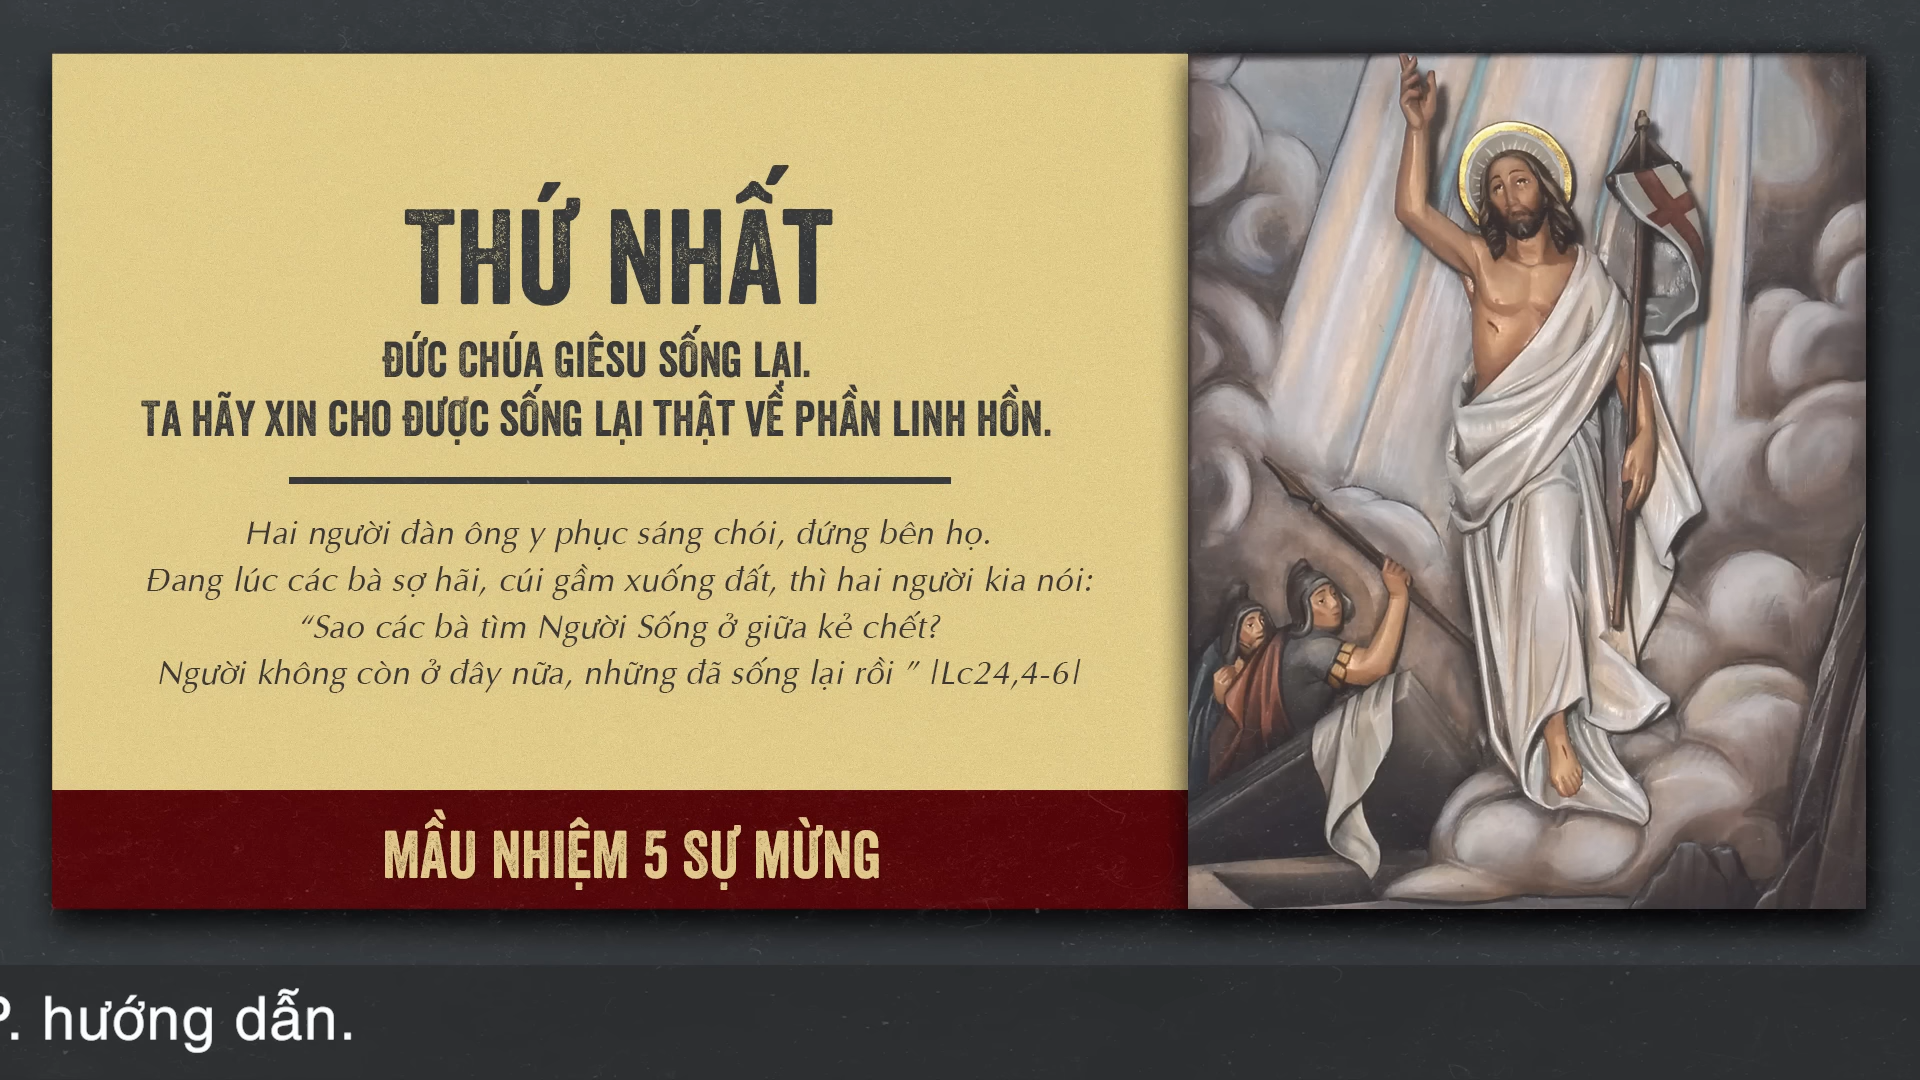 THỨ NHẤT
ĐỨC CHÚA GIÊSU SỐNG LẠI.
TA HÃY XIN CHO ĐƯỢC SỐNG LẠI THẬT VỀ PHẦN LINH HỒN.
Hai người đàn ông y phục sáng chói, đứng bên họ.
Đang lúc các bà sợ hãi, cúi gằm xuống đất, thì hai người kia nói:
“Sao các bà tìm Người Sống ở giữa kẻ chết?
Người không còn ở đây nữa, những đã sống lại rồi ” |Lc24,4-6|
MẦU NHIỆM 5 SỰ MỪNG
P. hướng dẫn.